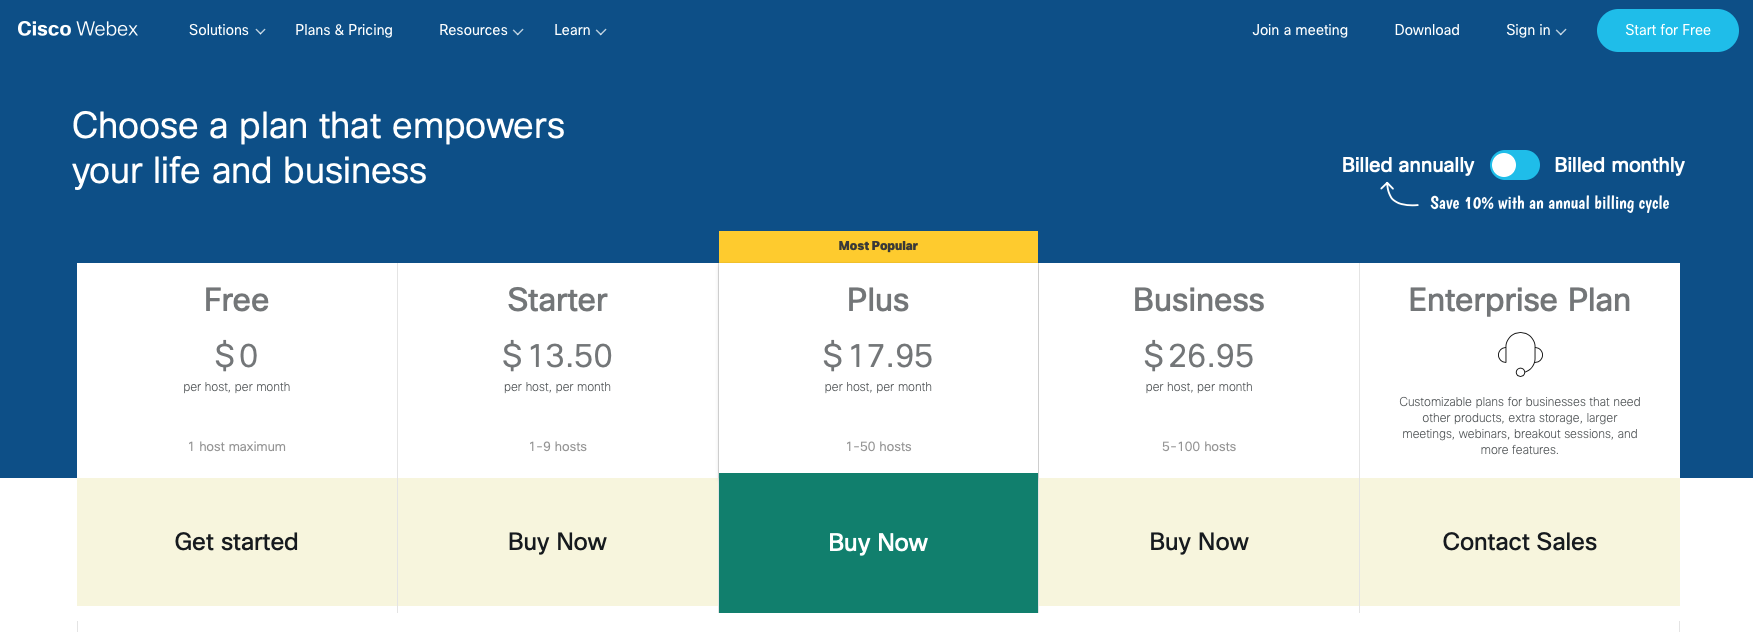 Cisco Webex
Solutions
Plans & Pricing
Resources
Learn
Join a meeting
Download
Sign in
Start for Free
Choose a plan that empowers
your life and business
Billed annually
Billed monthly
Save 10% with an annual billing cycle
Most Popular
Free
$0
per host, per month
1 host maximum
Get started
Starter
$13.50
per host, per month
1-9 hosts
Buy Now
Plus
$17.95
per host, per month
1-50 hosts
Buy Now
Business
$26.95
per host, per month
5-100 hosts
Buy Now
Enterprise Plan
Customizable plans for businesses that need
other products, extra storage, larger
meetings, webinars, breakout sessions, and
more features.
Contact Sales